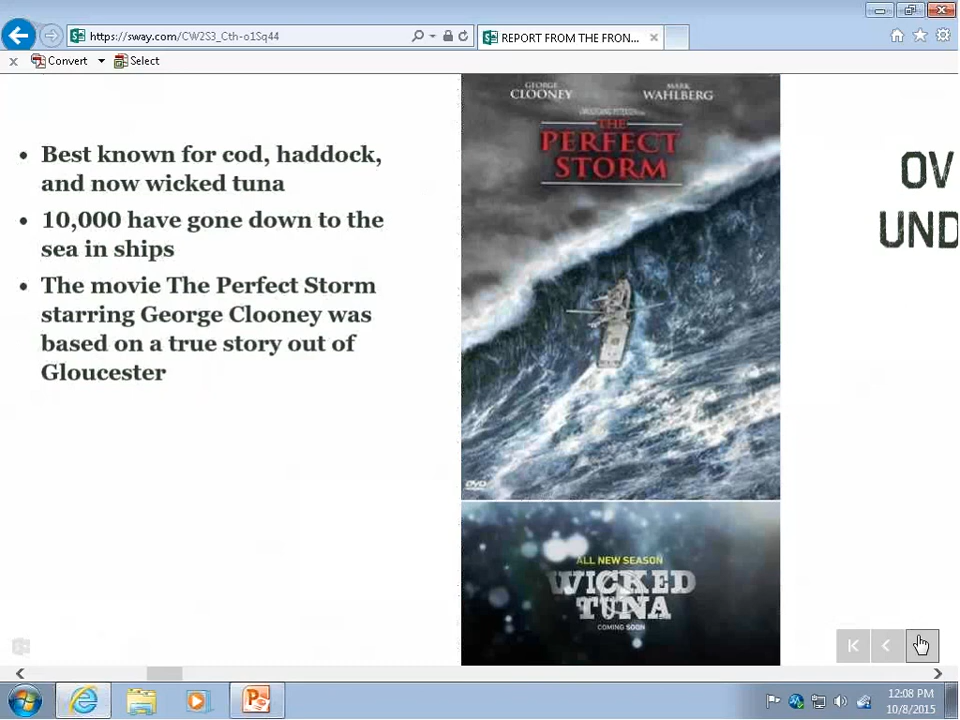 https://sway.com/CW2S3_Cth-o1Sq44
REPORT FROM THE FRON...
Convert
Select
• Best known for cod, haddock,
and now wicked tuna
• 10,000 have gone down to the
sea in ships
• The movie The Perfect Storm
starring George Clooney was
based on a true story out of
Gloucester
GEORGE CLOONEY
MARK WAHLBERG
THE
PERFECT
STORM
DVD
ALL NEW SEASON
WICKED
TUNA
COMING SOON
OV
UND
12:08 PM
10/8/2015